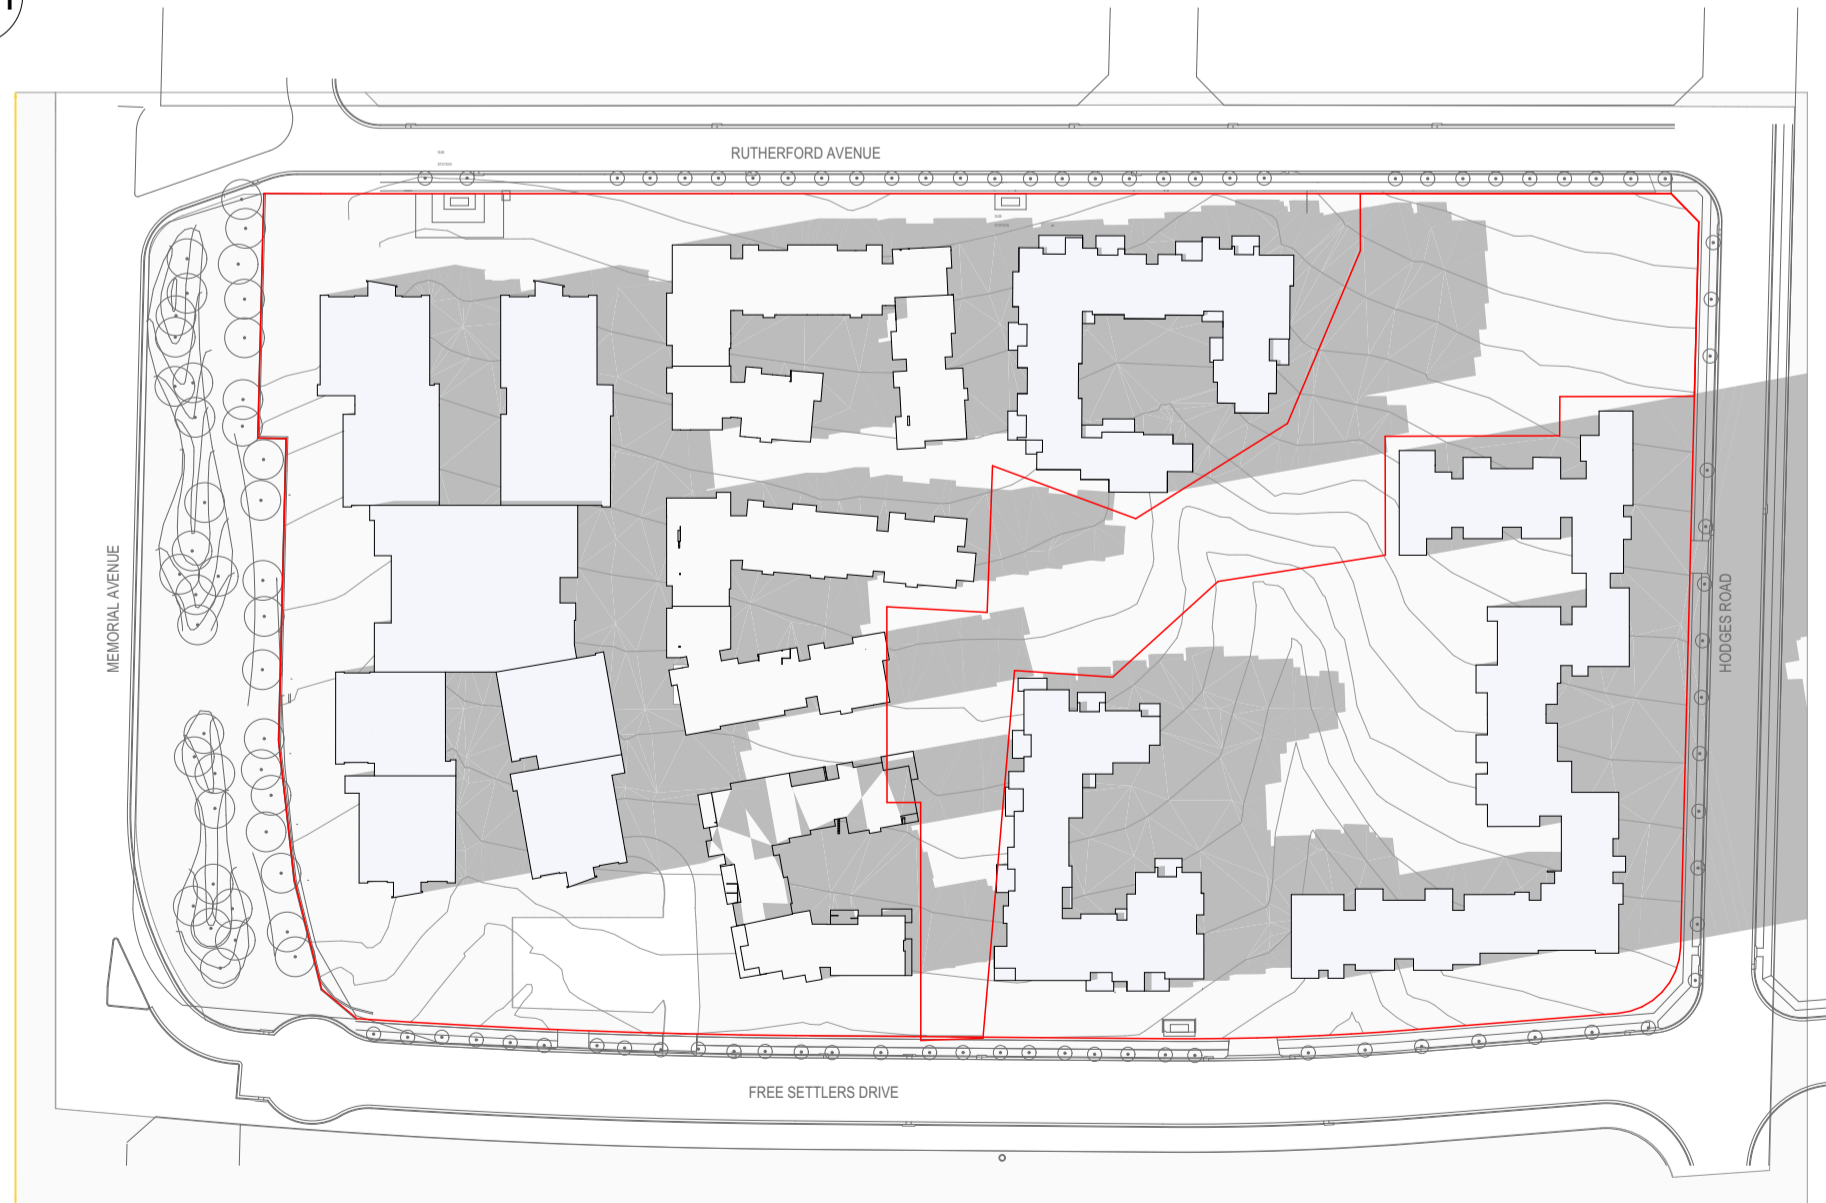 RUTHERFORD AVENUE
MEMORIAL AVENUE
HODGES ROAD
FREE SETTLERS DRIVE